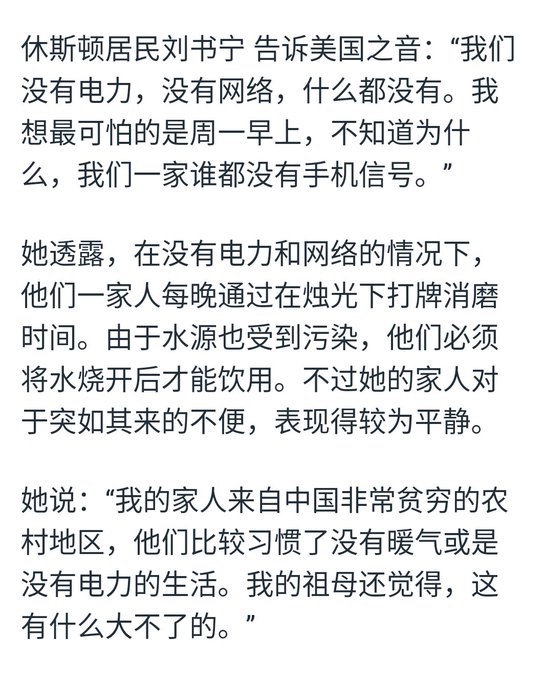 休斯顿居民刘书宁 告诉美国之音：“我们
没有电力，没有网络，什么都没有。我
想最可怕的是周一早上，不知道为什
么，我们一家谁都没有手机信号。”
她透露，在没有电力和网络的情况下，
他们一家人每晚通过在烛光下打牌消磨
时间。由于水源也受到污染，他们必须
将水烧开后才能饮用。不过她的家人对
于突如其来的不便，表现得较为平静。
她说：“我的家人来自中国非常贫穷的农
村地区，他们比较习惯了没有暖气或是
没有电力的生活。我的祖母还觉得，这
有什么大不了的。”